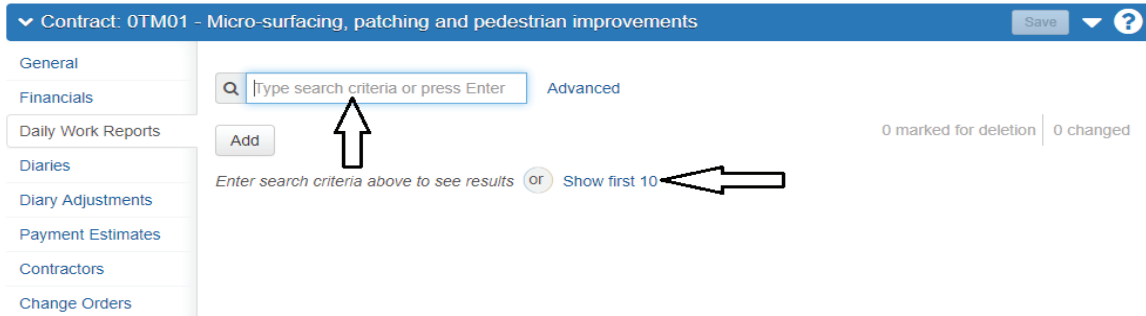 Contract: 0TM01 - Micro-surfacing, patching and pedestrian improvements
Save
?
General
Financials
Daily Work Reports
Diaries
Diary Adjustments
Payment Estimates
Contractors
Change Orders
Type search criteria or press Enter
Advanced
Add
0 marked for deletion
0 changed
Enter search criteria above to see results or Show first 10